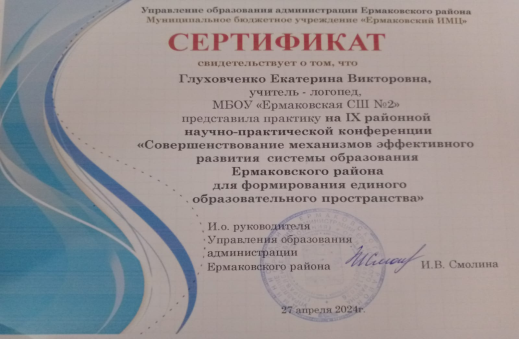 Управление образования администрации Ермаковского района
Муниципальное бюджетное учреждение «Ермаковский ИМЦ»
СЕРТИФИКАТ
свидетельствует о том, что
Глуховченко Екатерина Викторовна,
учитель - логопед,
МБОУ «Ермаковская СШ №2»
представила практику на IX районной
научно-практической конференции
«Совершенствование механизмов эффективного
развития системы образования
Ермаковского района
для формирования единого
образовательного пространства»
И.о. руководителя
Управления образования
администрации
Ермаковского района И.В. Смолина
27 апреля 2024г.